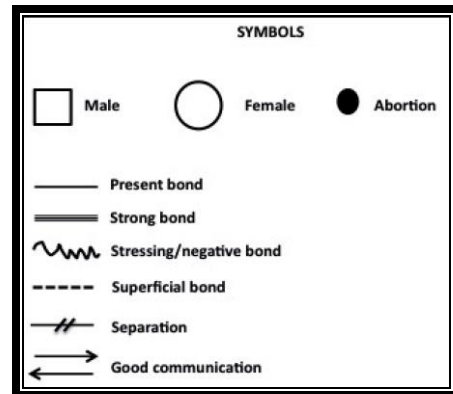 SYMBOLS
Male Female Abortion
Present bond
Strong bond
Stressing/negative bond
Superficial bond
Separation
Good communication